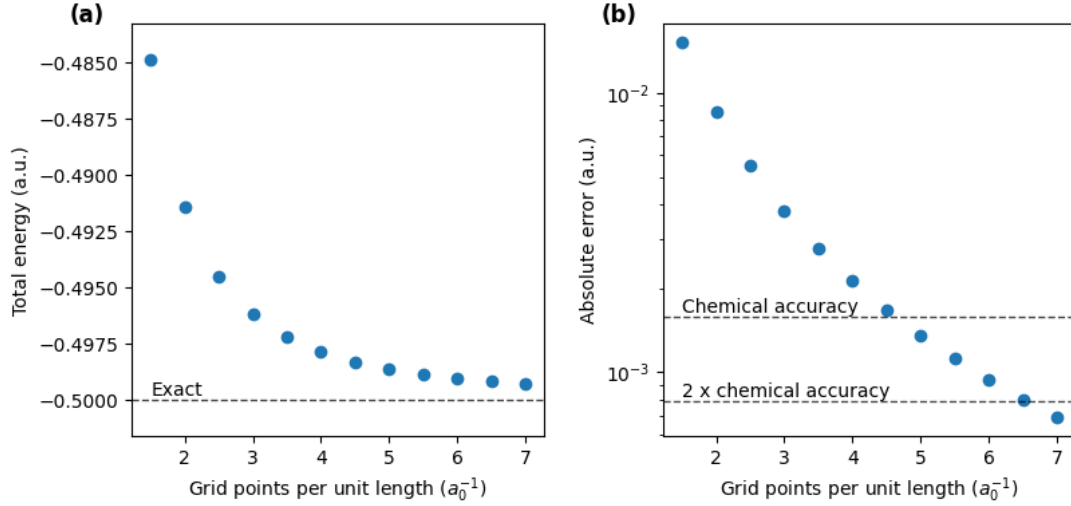 (a)
Total energy (a.u.)
−0.4850
−0.4875
−0.4900
−0.4925
−0.4950
−0.4975
−0.5000
Exact
2 3 4 5 6 7
Grid points per unit length (a₀⁻¹)
(b)
Absolute error (a.u.)
10⁻²
10⁻³
Chemical accuracy
2 x chemical accuracy
2 3 4 5 6 7
Grid points per unit length (a₀⁻¹)